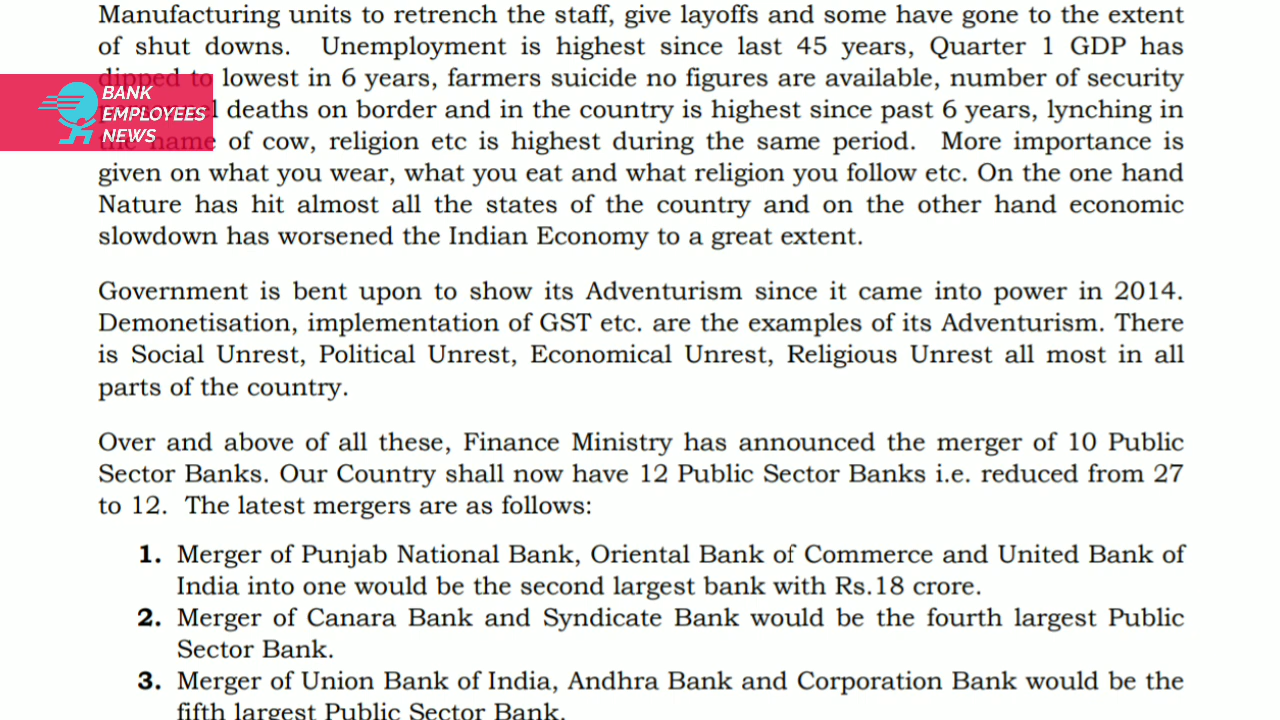 Manufacturing units to retrench the staff, give layoffs and some have gone to the extent
of shut downs. Unemployment is highest since last 45 years, Quarter 1 GDP has
dipped to lowest in 6 years, farmers suicide no figures are available, number of security
deaths on border and in the country is highest since past 6 years, lynching in
the name of cow, religion etc is highest during the same period. More importance is
given on what you wear, what you eat and what religion you follow etc. On the one hand
Nature has hit almost all the states of the country and on the other hand economic
slowdown has worsened the Indian Economy to a great extent.
BANK
EMPLOYEES
NEWS
Government is bent upon to show its Adventurism since it came into power in 2014.
Demonetisation, implementation of GST etc. are the examples of its Adventurism. There
is Social Unrest, Political Unrest, Economical Unrest, Religious Unrest all most in all
parts of the country.
Over and above of all these, Finance Ministry has announced the merger of 10 Public
Sector Banks. Our Country shall now have 12 Public Sector Banks i.e. reduced from 27
to 12. The latest mergers are as follows:
1. Merger of Punjab National Bank, Oriental Bank of Commerce and United Bank of
India into one would be the second largest bank with Rs.18 crore.
2. Merger of Canara Bank and Syndicate Bank would be the fourth largest Public
Sector Bank.
3. Merger of Union Bank of India, Andhra Bank and Corporation Bank would be the
fifth largest Public Sector Bank.